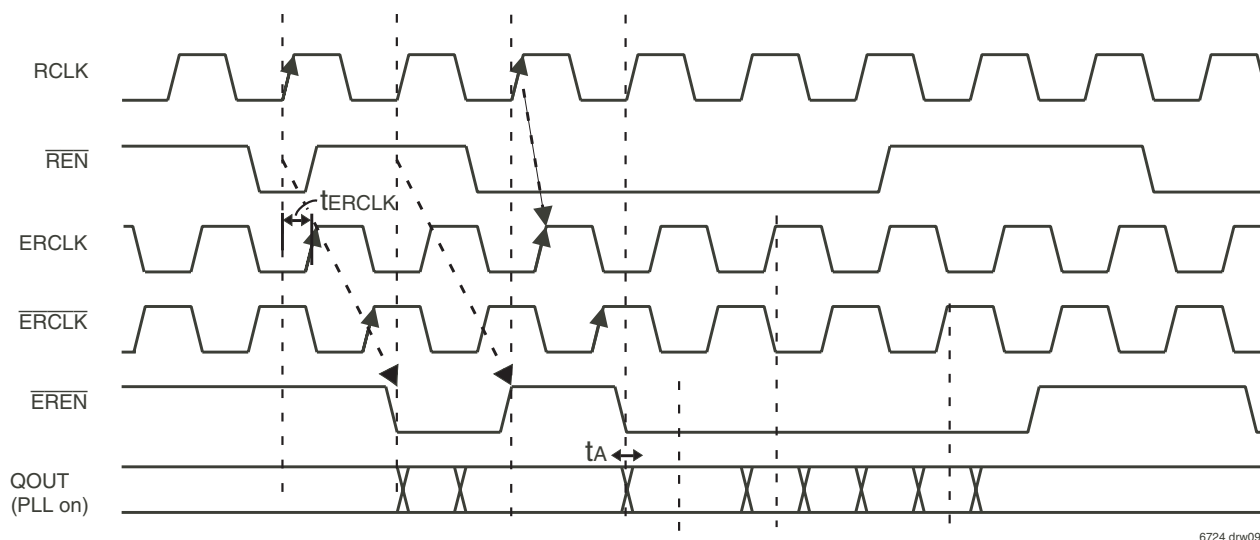 RCLK
REN
tERCLK
ERCLK
ERCLK
EREN
tA
QOUT
(PLL on)
6724 drw09